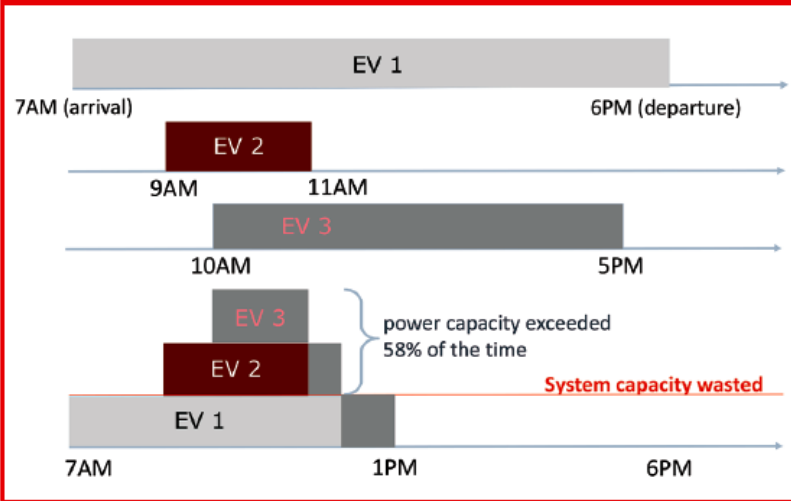 EV 1
7AM (arrival) 6PM (departure)
EV 2
9AM 11AM
EV 3
10AM 5PM
EV 3
power capacity exceeded
58% of the time
EV 2
System capacity wasted
EV 1
7AM 1PM 6PM